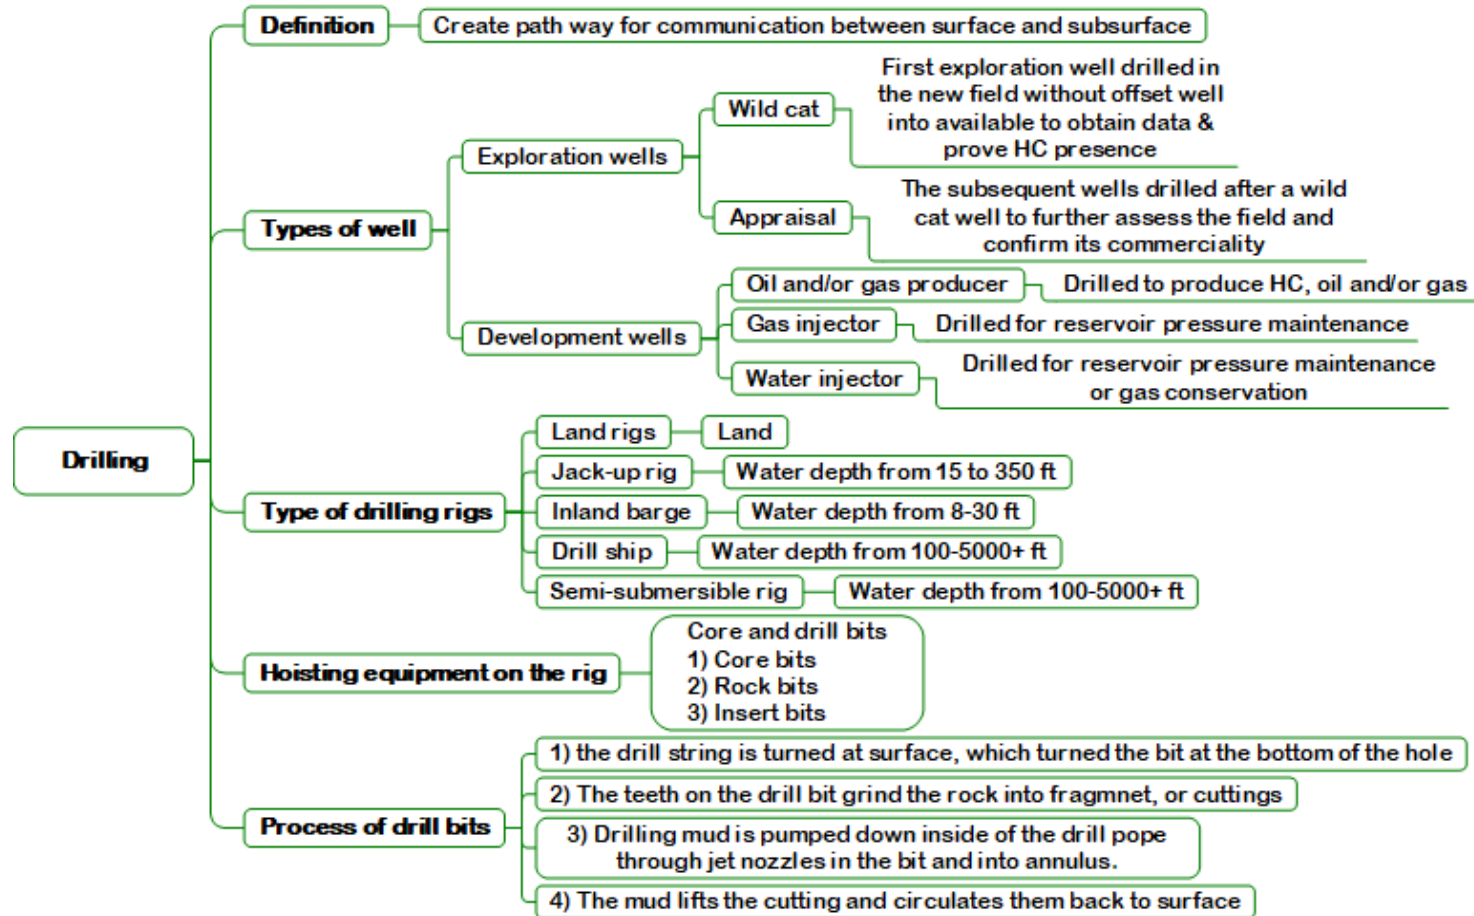 Definition
Create path way for communication between surface and subsurface
First exploration well drilled in
the new field without offset well
into available to obtain data &
prove HC presence
Wild cat
Exploration wells
The subsequent wells drilled after a wild
cat well to further assess the field and
confirm its commerciality
Appraisal
Types of well
Oil and/or gas producer
Drilled to produce HC, oil and/or gas
Gas injector
Drilled for reservoir pressure maintenance
Development wells
Water injector
Drilled for reservoir pressure maintenance
or gas conservation
Drilling
Land rigs
Land
Jack-up rig
Water depth from 15 to 350 ft
Type of drilling rigs
Inland barge
Water depth from 8-30 ft
Drill ship
Water depth from 100-5000+ ft
Semi-submersible rig
Water depth from 100-5000+ ft
Hoisting equipment on the rig
Core and drill bits
1) Core bits
2) Rock bits
3) Insert bits
Process of drill bits
1) the drill string is turned at surface, which turned the bit at the bottom of the hole
2) The teeth on the drill bit grind the rock into fragmnet, or cuttings
3) Drilling mud is pumped down inside of the drill pope
through jet nozzles in the bit and into annulus.
4) The mud lifts the cutting and circulates them back to surface